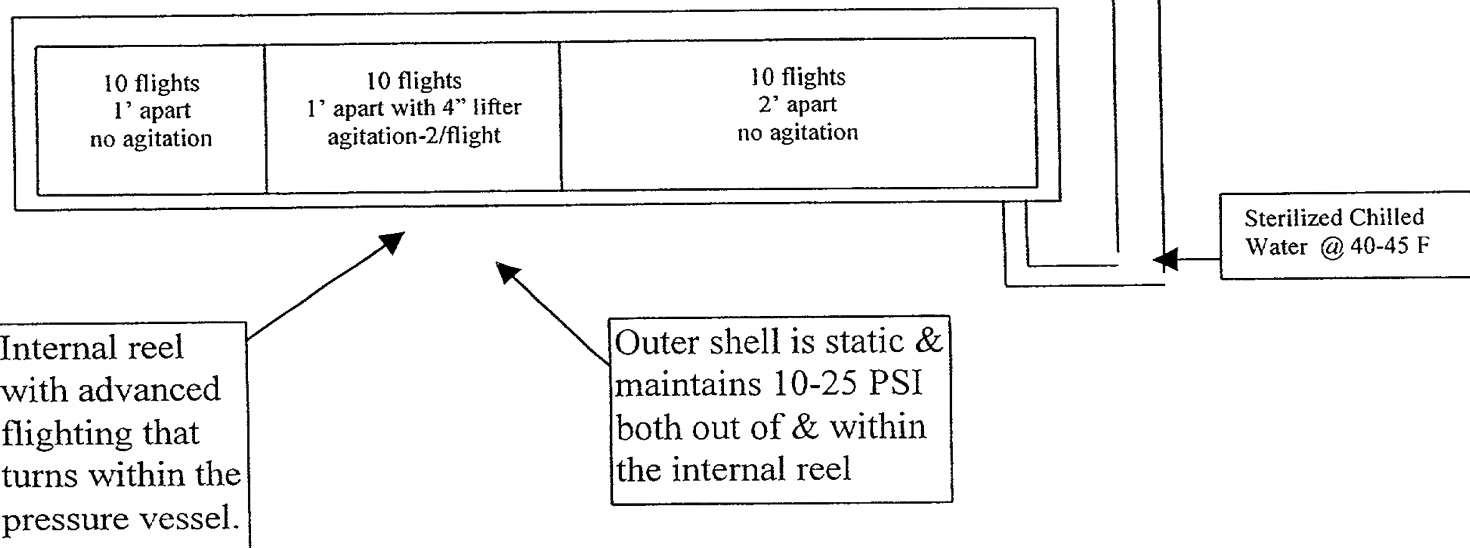 10 flights
1' apart
no agitation
10 flights
1' apart with 4" lifter
agitation-2/flight
10 flights
2' apart
no agitation
Sterilized Chilled
Water @ 40-45 F
Internal reel
with advanced
flighting that
turns within the
pressure vessel.
Outer shell is static &
maintains 10-25 PSI
both out of & within
the internal reel